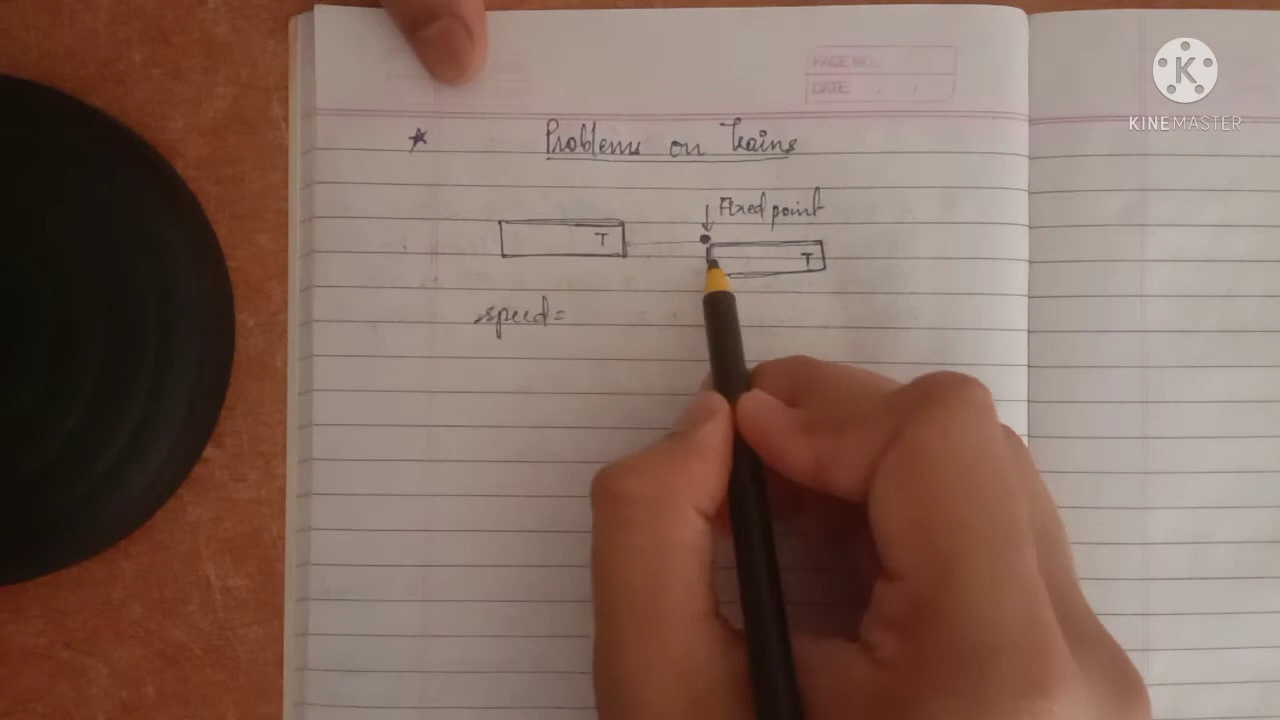 PAGE NO.:
DATE: / /
KINEMASTER
Problems on Trains
Fixed point
T
T
speed =